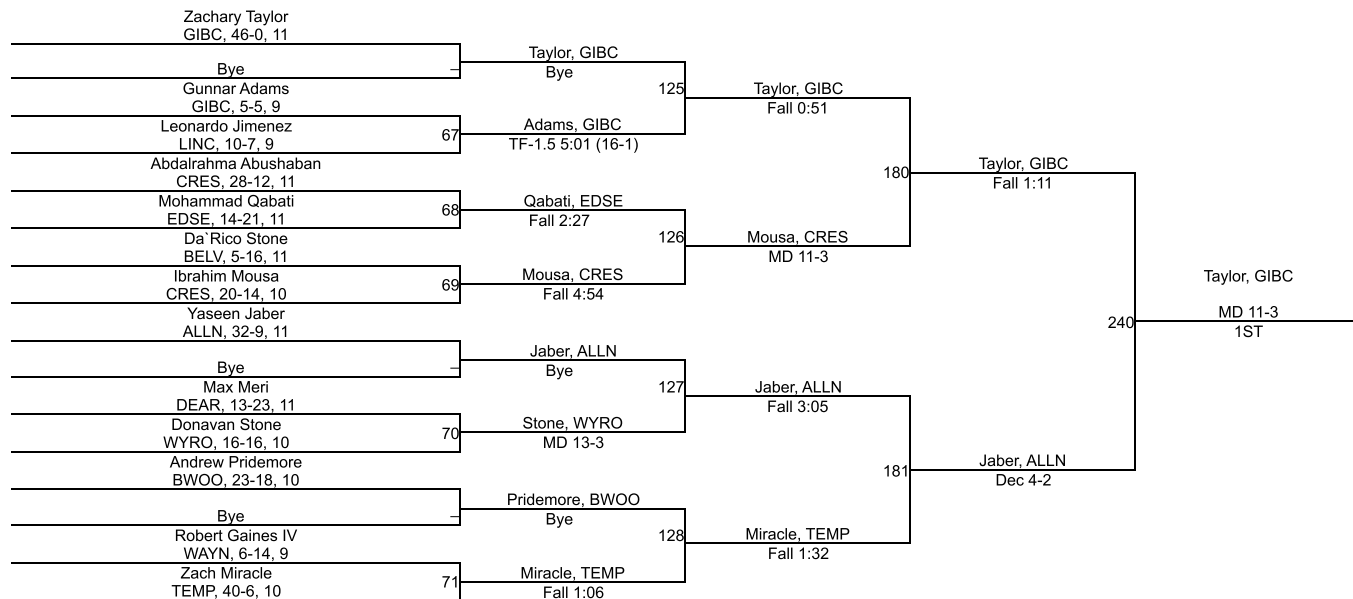 Zachary Taylor
GIBC, 46-0, 11
Bye
–
Gunnar Adams
GIBC, 5-5, 9
Leonardo Jimenez
LINC, 10-7, 9
67
Abdalrahma Abushaban
CRES, 28-12, 11
Mohammad Qabati
EDSE, 14-21, 11
68
Da`Rico Stone
BELV, 5-16, 11
Ibrahim Mousa
CRES, 20-14, 10
69
Yaseen Jaber
ALLN, 32-9, 11
Bye
–
Max Meri
DEAR, 13-23, 11
Donavan Stone
WYRO, 16-16, 10
70
Andrew Pridemore
BWOO, 23-18, 10
Bye
–
Robert Gaines IV
WAYN, 6-14, 9
Zach Miracle
TEMP, 40-6, 10
71
Taylor, GIBC
Bye
125
Adams, GIBC
TF-1.5 5:01 (16-1)
Qabati, EDSE
Fall 2:27
126
Mousa, CRES
Fall 4:54
Jaber, ALLN
Bye
127
Stone, WYRO
MD 13-3
Pridemore, BWOO
Bye
128
Miracle, TEMP
Fall 1:06
Taylor, GIBC
Fall 0:51
180
Mousa, CRES
MD 11-3
Jaber, ALLN
Fall 3:05
181
Miracle, TEMP
Fall 1:32
Taylor, GIBC
Fall 1:11
240
Jaber, ALLN
Dec 4-2
Taylor, GIBC
MD 11-3
1ST